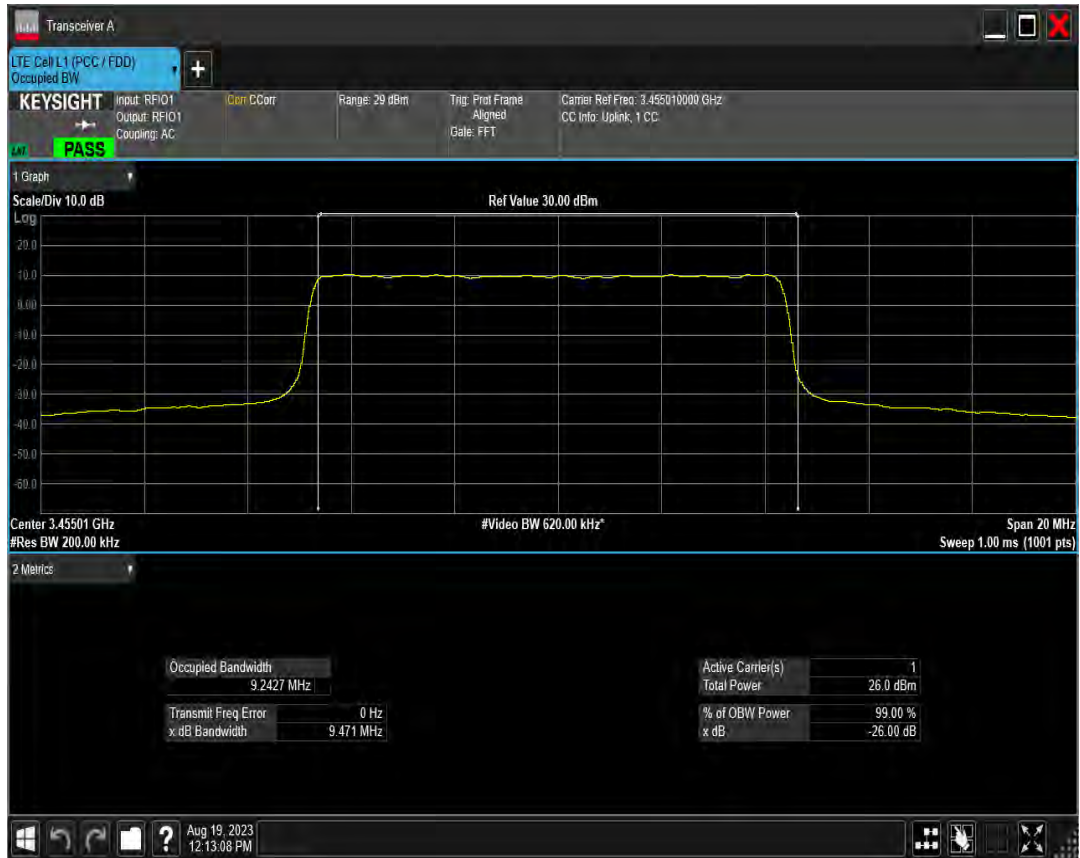 Transceiver A
LTE Cell L1 (PCC / FDD)
Occupied BW
+
KEYSIGHT
Input: RFIO1
Output: RFIO1
Coupling: AC
PASS
Corr CCorr
Range: 29 dBm
Trig: Prot Frame
Aligned
Gate: FFT
Carrier Ref Freq: 3.455010000 GHz
CC Info: Uplink, 1 CC
1 Graph
Scale/Div 10.0 dB
Ref Value 30.00 dBm
Log
20.0
10.0
0.00
-10.0
-20.0
-30.0
-40.0
-50.0
-60.0
Center 3.45501 GHz
#Video BW 620.00 kHz*
Span 20 MHz
#Res BW 200.00 kHz
Sweep 1.00 ms (1001 pts)
2 Metrics
Occupied Bandwidth
9.2427 MHz
Transmit Freq Error 0 Hz
x dB Bandwidth 9.471 MHz
Active Carrier(s) 1
Total Power 26.0 dBm
% of OBW Power 99.00 %
x dB -26.00 dB
?
Aug 19, 2023
12:13:08 PM